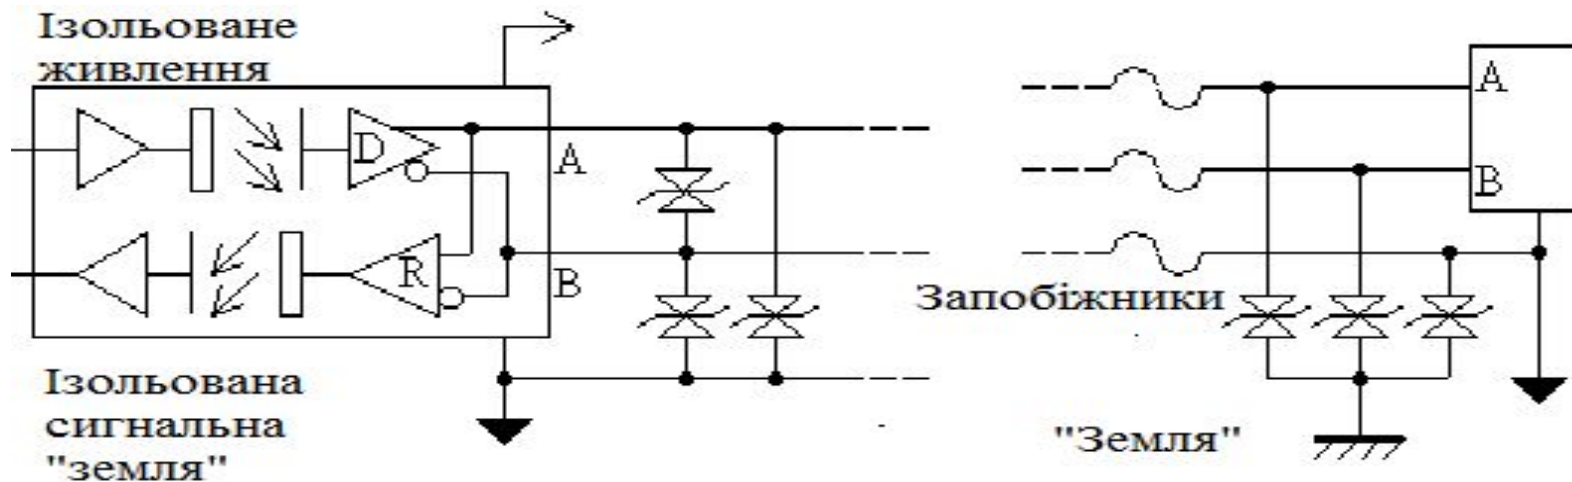 Ізольоване
живлення
D
A
R
B
Ізольована
сигнальна
"земля"
A
B
Запобіжники
"Земля"